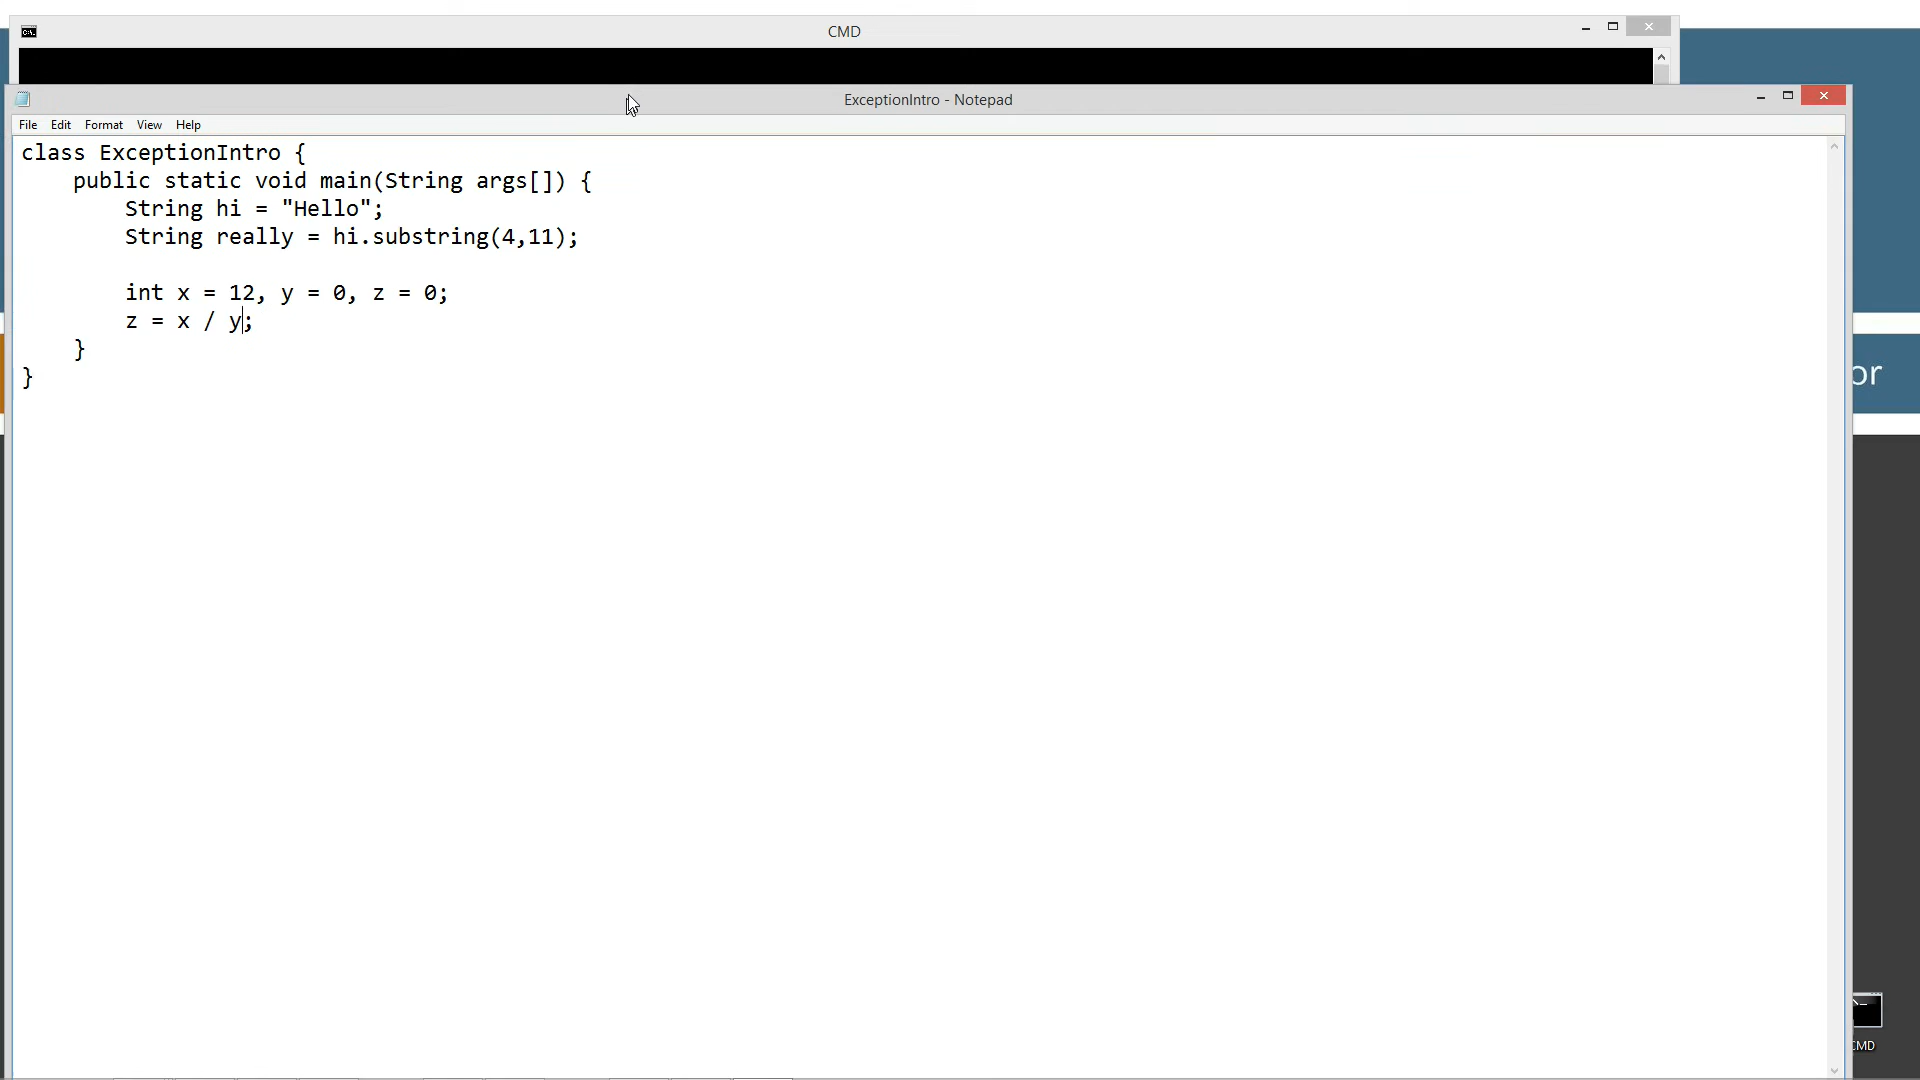 CMD
ExceptionIntro - Notepad
File Edit Format View Help
class ExceptionIntro {
    public static void main(String args[]) {
        String hi = "Hello";
        String really = hi.substring(4,11);
        int x = 12, y = 0, z = 0;
        z = x / y;
    }
}
or
CMD